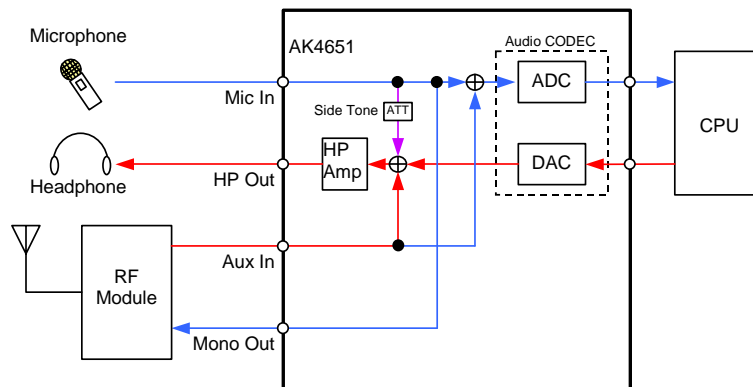 Microphone
AK4651
Audio CODEC
Mic In
ADC
Side Tone
ATT
CPU
HP
Amp
DAC
Headphone
HP Out
RF
Module
Aux In
Mono Out